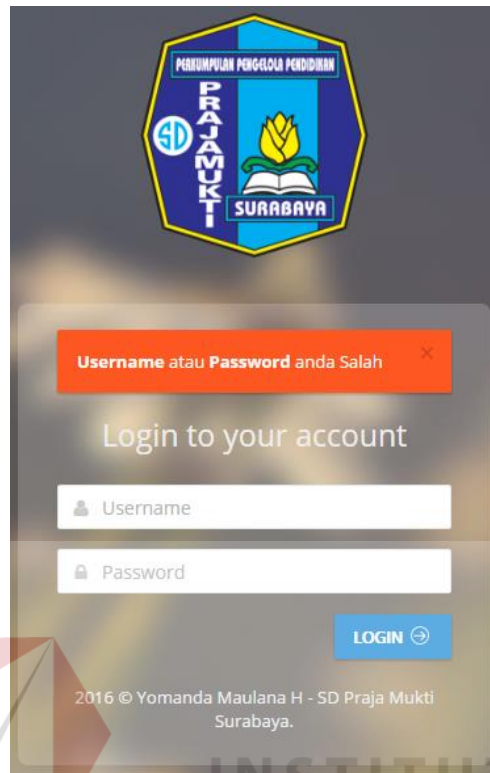 PERKUMPULAN PENGELOLA PENDIDIKAN
SD
PRAJAMUKTI
SURABAYA
Username atau Password anda Salah ×
Login to your account
Username
Password
LOGIN
2016 © Yomanda Maulana H - SD Praja Mukti
Surabaya.